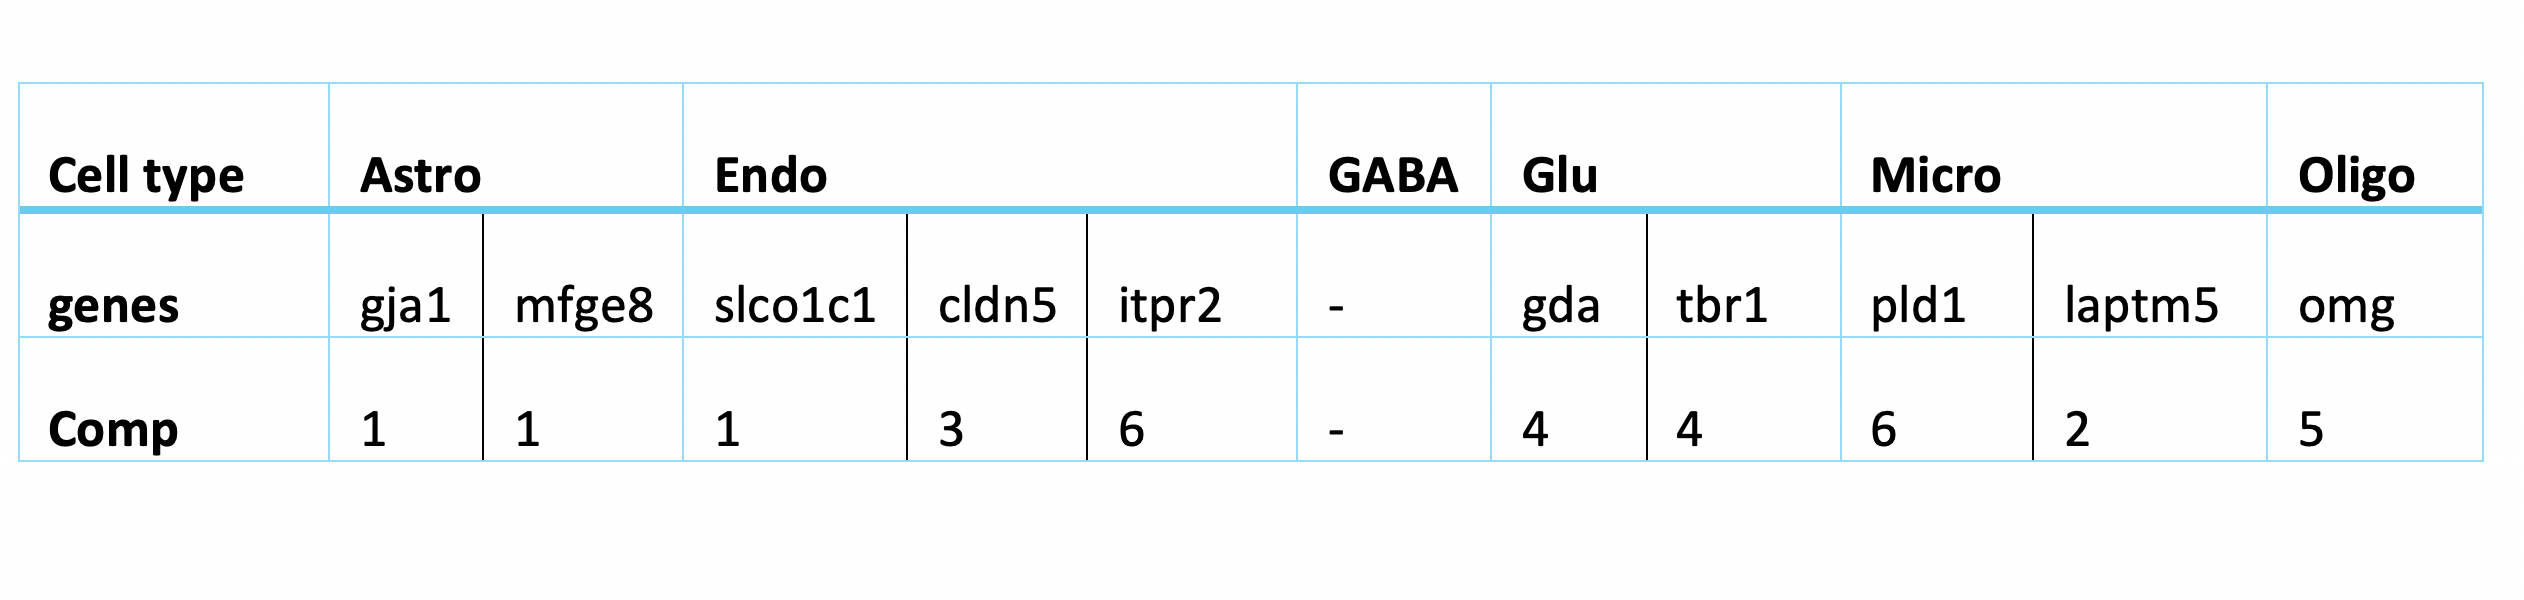 Cell type Astro Endo GABA Glu Micro Oligo
genes gja1 mfge8 slco1c1 cldn5 itpr2 - gda tbr1 pld1 laptm5 omg
Comp 1 1 1 3 6 - 4 4 6 2 5